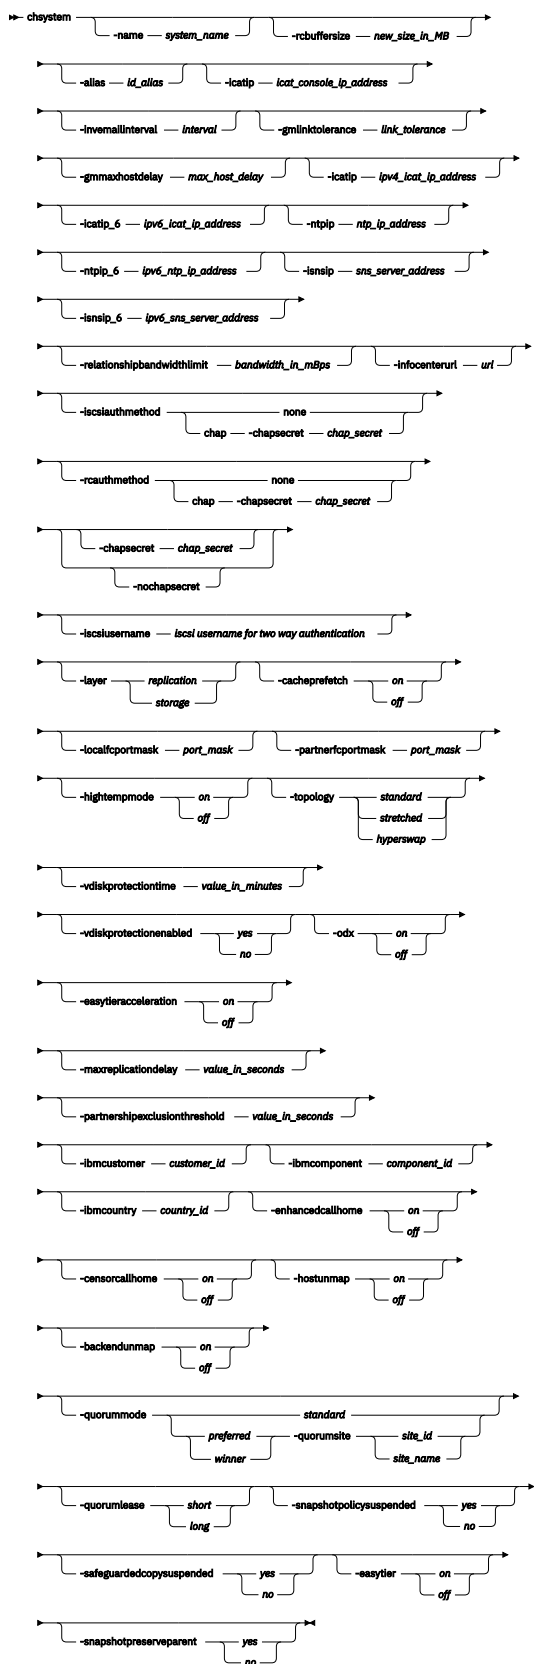 chsystem -name system_name -rcbuffersize new_size_in_MB
-alias id_alias -icatip icat_console_ip_address
-invemailinterval interval -gmlinktolerance link_tolerance
-gmmaxhostdelay max_host_delay -icatip ipv4_icat_ip_address
-icatip_6 ipv6_icat_ip_address -ntpip ntp_ip_address
-ntpip_6 ipv6_ntp_ip_address -isnsip sns_server_address
-isnsip_6 ipv6_sns_server_address
-relationshipbandwidthlimit bandwidth_in_mBps -infocenterurl url
-iscsiauthmethod none
chap -chapsecret chap_secret
-rcauthmethod none
chap -chapsecret chap_secret
-chapsecret chap_secret
-nochapsecret
-iscsiusername iscsi username for two way authentication
-layer replication -cacheprefetch on
storage off
-localfcportmask port_mask -partnerfcportmask port_mask
-hightempmode on -topology standard
off stretched
hyperswap
-vdiskprotectiontime value_in_minutes
-vdiskprotectionenabled yes -odx on
no off
-easytieracceleration on
off
-maxreplicationdelay value_in_seconds
-partnershipexclusionthreshold value_in_seconds
-ibmcustomer customer_id -ibmcomponent component_id
-ibmcountry country_id -enhancedcallhome on
off
-censorcallhome on -hostunmap on
off off
-backendunmap on
off
-quorummode standard
preferred -quorumsite site_id
winner site_name
-quorumlease short -snapshotpolicysuspended yes
long no
-safeguardedcopysuspended yes -easytier on
no off
-snapshotpreserveparent yes
no